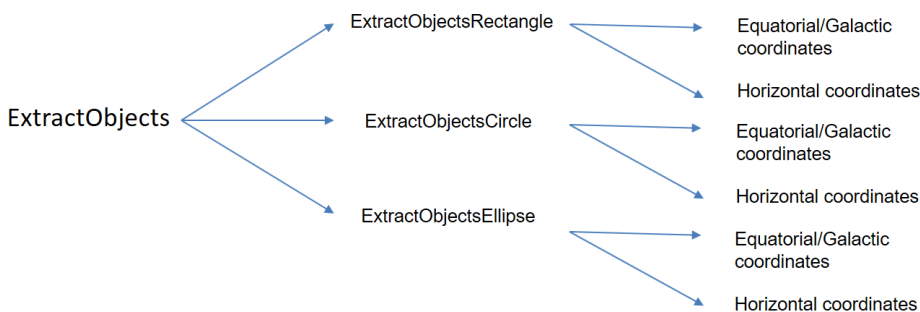 ExtractObjects
ExtractObjectsRectangle
Equatorial/Galactic
coordinates
Horizontal coordinates
ExtractObjectsCircle
Equatorial/Galactic
coordinates
Horizontal coordinates
ExtractObjectsEllipse
Equatorial/Galactic
coordinates
Horizontal coordinates